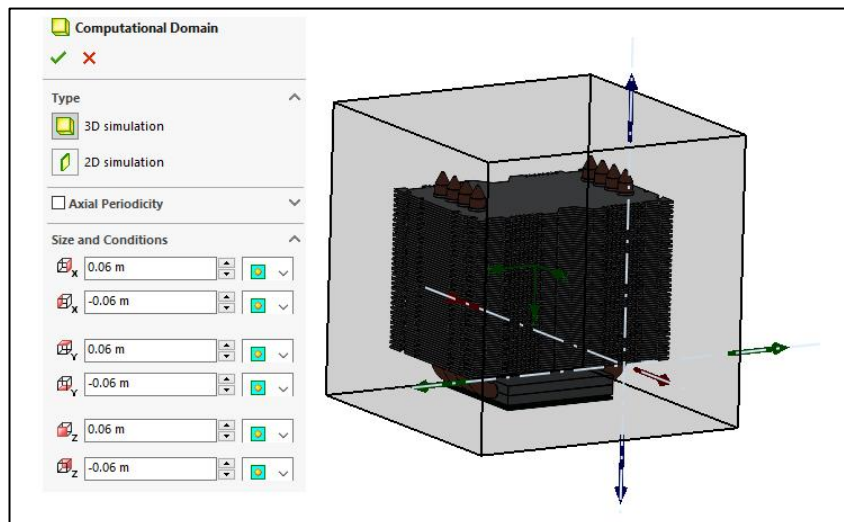 Computational Domain
Type
3D simulation
2D simulation
Axial Periodicity
Size and Conditions
X 0.06 m
X -0.06 m
Y 0.06 m
Y -0.06 m
Z 0.06 m
Z -0.06 m